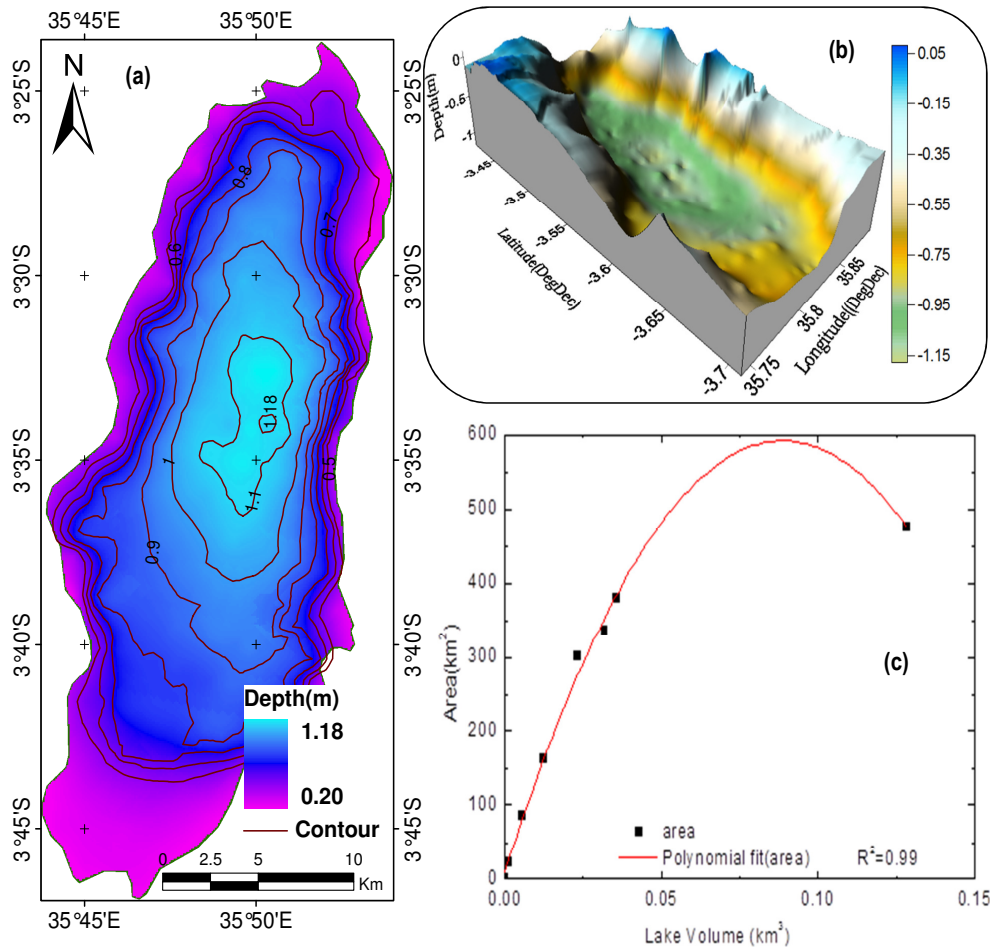 35°45'E 35°50'E
N
(a)
3°25'S 3°25'S
0.8
0.7
0.6
3°30'S 3°30'S
1.18
3°35'S 3°35'S
1
0.5
1.1
0.9
3°40'S 3°40'S
Depth(m)
1.18
0.20
Contour
3°45'S 3°45'S
0 2.5 5 10
Km
35°45'E 35°50'E
(b)
Depth(m)
0
-0.5
-1
-3.45
-3.5
-3.55
-3.6
-3.65
-3.7
Latitude(DegDec)
35.75
35.8
35.85
Longitude((DegDec)
0.05
-0.15
-0.35
-0.55
-0.75
-0.95
-1.15
600
500
400
300
200
100
0
Area(km²)
(c)
area
Polynomial fit(area) R²=0.99
0.00 0.05 0.10 0.15
Lake Volume (km³)